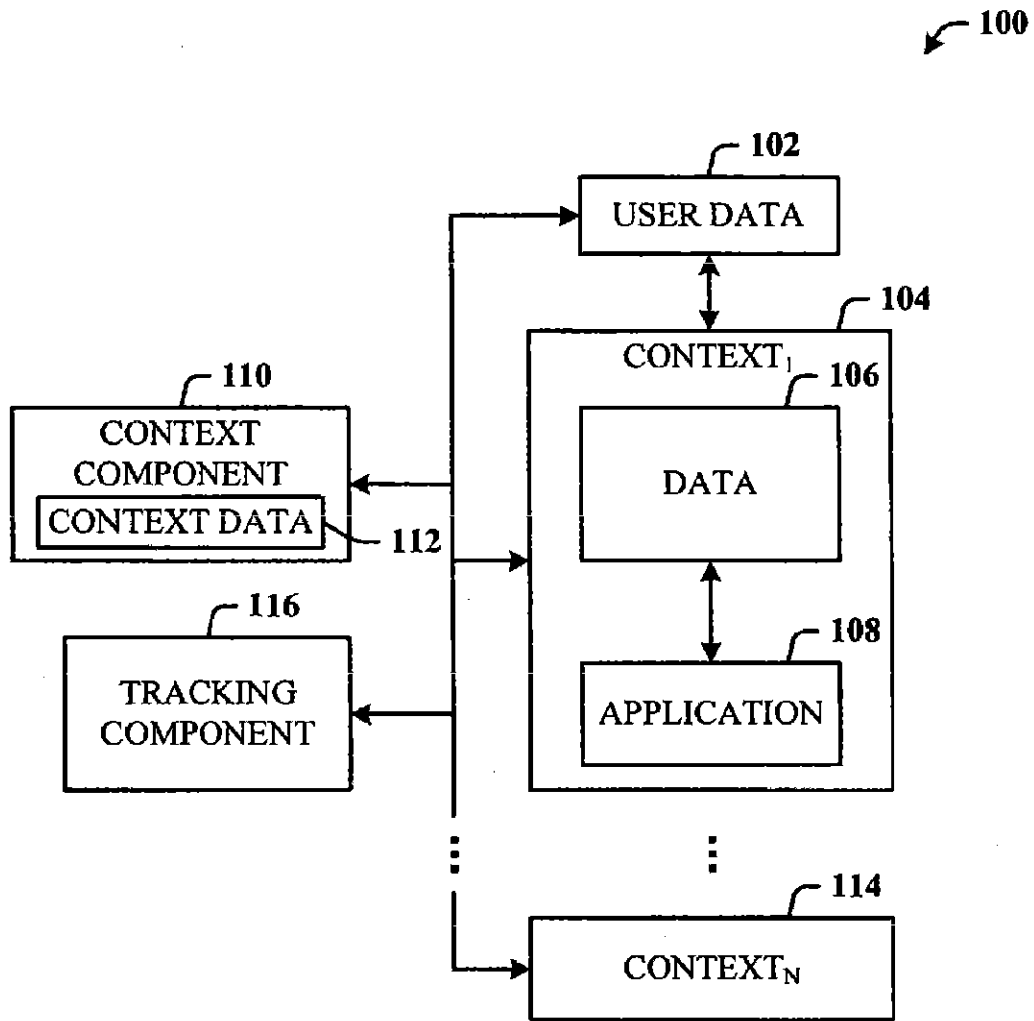 100
102
USER DATA
104
CONTEXT1
106
DATA
110
CONTEXT
COMPONENT
CONTEXT DATA
112
116
TRACKING
COMPONENT
108
APPLICATION
114
CONTEXTN